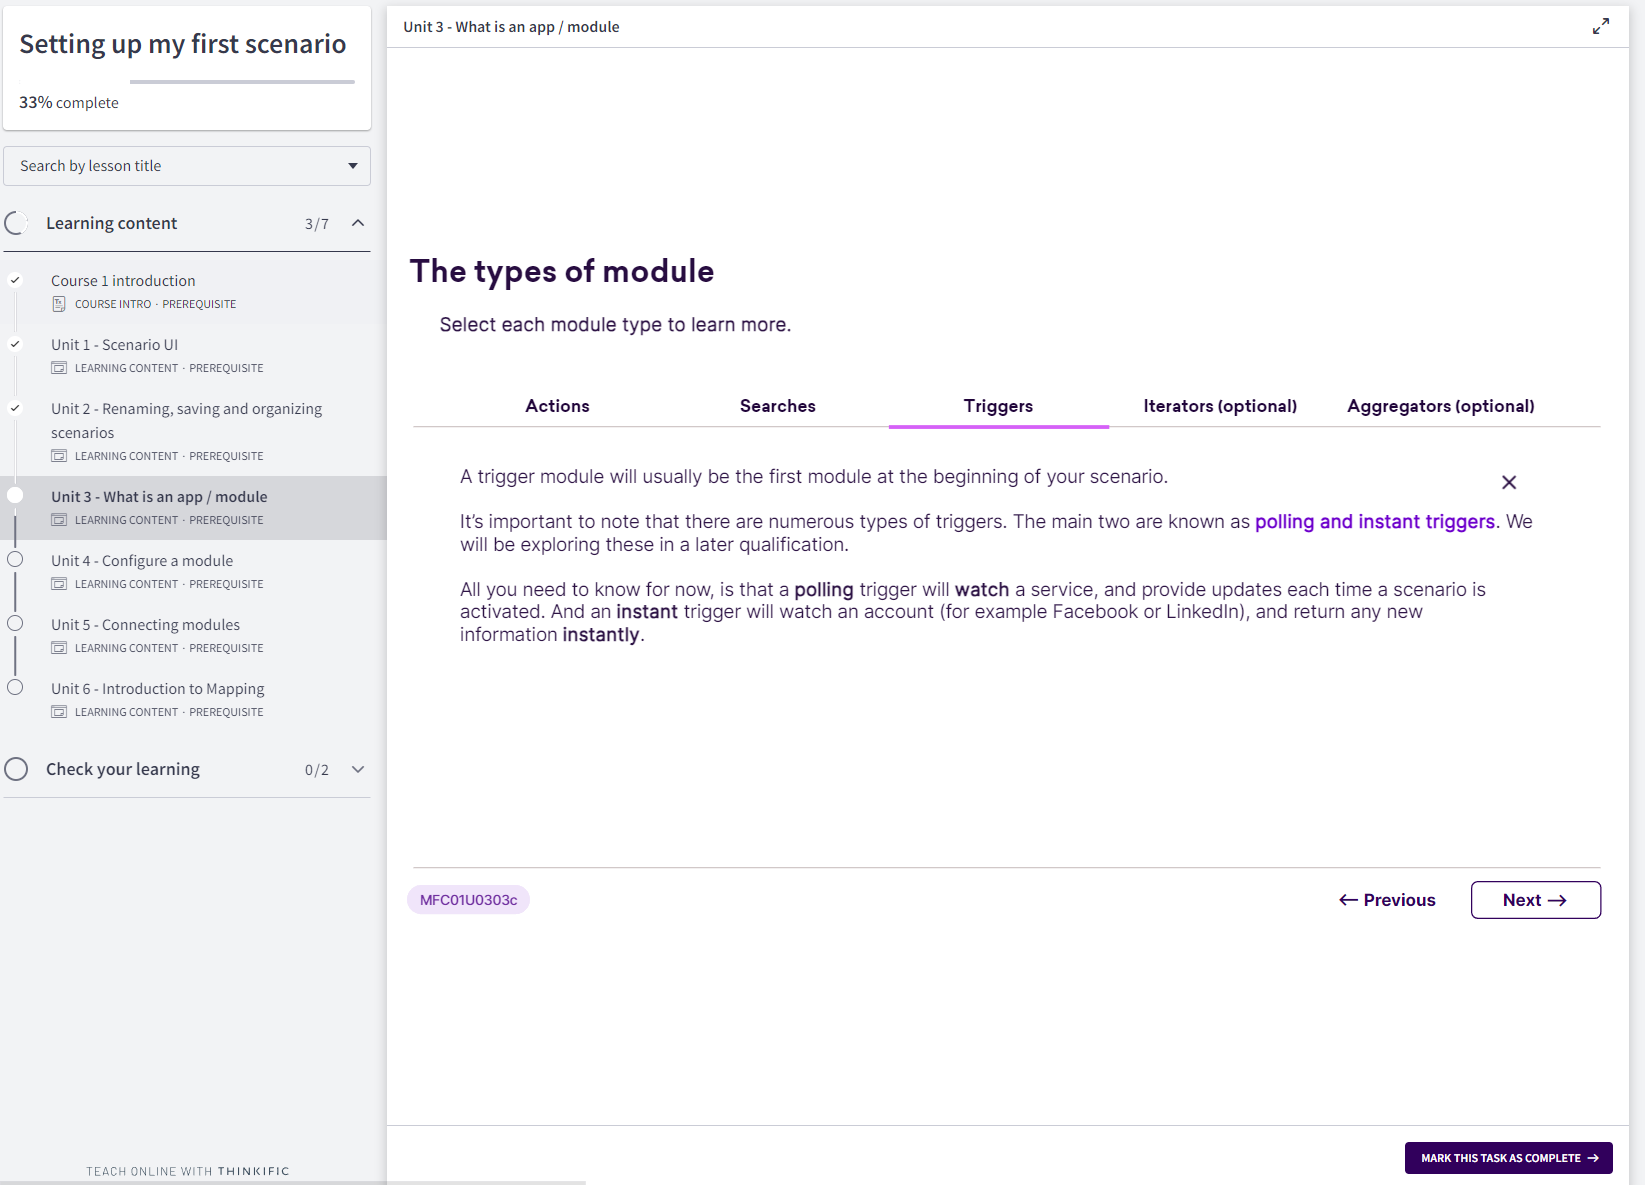 Setting up my first scenario
33% complete
Search by lesson title
Learning content 3/7
Course 1 introduction
COURSE INTRO · PREREQUISITE
Unit 1 - Scenario UI
LEARNING CONTENT · PREREQUISITE
Unit 2 - Renaming, saving and organizing
scenarios
LEARNING CONTENT · PREREQUISITE
Unit 3 - What is an app / module
LEARNING CONTENT · PREREQUISITE
Unit 4 - Configure a module
LEARNING CONTENT · PREREQUISITE
Unit 5 - Connecting modules
LEARNING CONTENT · PREREQUISITE
Unit 6 - Introduction to Mapping
LEARNING CONTENT · PREREQUISITE
Check your learning 0/2
TEACH ONLINE WITH THINKIFIC
Unit 3 - What is an app / module
The types of module
Select each module type to learn more.
Actions Searches Triggers Iterators (optional) Aggregators (optional)
A trigger module will usually be the first module at the beginning of your scenario.
It’s important to note that there are numerous types of triggers. The main two are known as polling and instant triggers. We
will be exploring these in a later qualification.
All you need to know for now, is that a polling trigger will watch a service, and provide updates each time a scenario is
activated. And an instant trigger will watch an account (for example Facebook or LinkedIn), and return any new
information instantly.
MFC01U0303c
← Previous Next →
MARK THIS TASK AS COMPLETE →